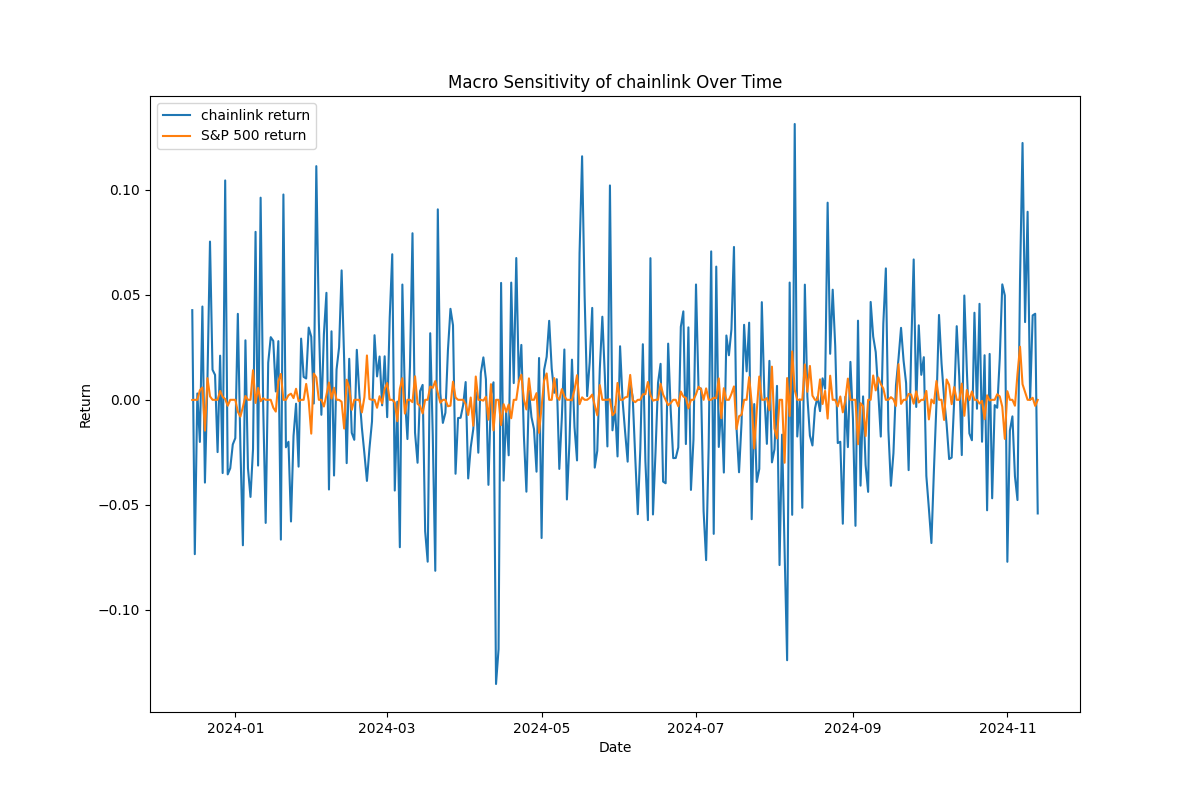 Macro Sensitivity of chainlink Over Time
chainlink return
S&P 500 return
Return
0.10
0.05
0.00
−0.05
−0.10
2024-01
2024-03
2024-05
2024-07
2024-09
2024-11
Date